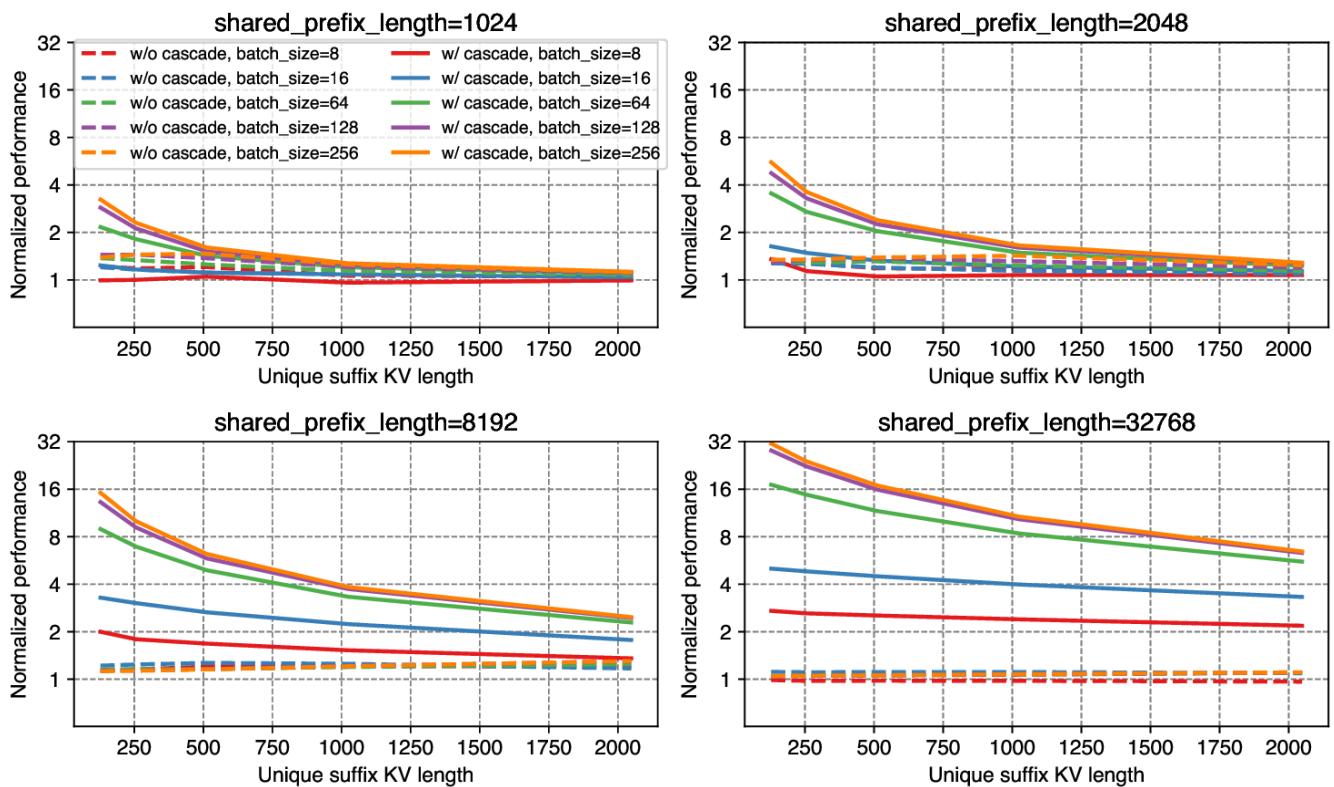 shared_prefix_length=1024
Normalized performance
32
16
8
4
2
1
w/o cascade, batch_size=8
w/o cascade, batch_size=16
w/o cascade, batch_size=64
w/o cascade, batch_size=128
w/o cascade, batch_size=256
w/ cascade, batch_size=8
w/ cascade, batch_size=16
w/ cascade, batch_size=64
w/ cascade, batch_size=128
w/ cascade, batch_size=256
250 500 750 1000 1250 1500 1750 2000
Unique suffix KV length
shared_prefix_length=2048
Normalized performance
32
16
8
4
2
1
250 500 750 1000 1250 1500 1750 2000
Unique suffix KV length
shared_prefix_length=8192
Normalized performance
32
16
8
4
2
1
250 500 750 1000 1250 1500 1750 2000
Unique suffix KV length
shared_prefix_length=32768
Normalized performance
32
16
8
4
2
1
250 500 750 1000 1250 1500 1750 2000
Unique suffix KV length